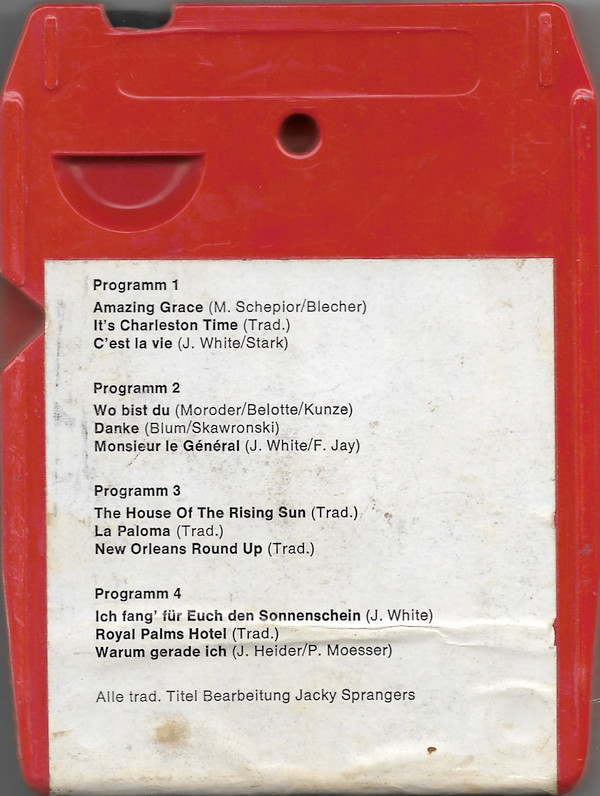 Programm 1
Amazing Grace (M. Schepior/Blecher)
It's Charleston Time (Trad.)
C'est la vie (J. White/Stark)
Programm 2
Wo bist du (Moroder/Belotte/Kunze)
Danke (Blum/Skawronski)
Monsieur le Général (J. White/F. Jay)
Programm 3
The House Of The Rising Sun (Trad.)
La Paloma (Trad.)
New Orleans Round Up (Trad.)
Programm 4
Ich fang' für Euch den Sonnenschein (J. White)
Royal Palms Hotel (Trad.)
Warum gerade ich (J. Heider/P. Moesser)
Alle trad. Titel Bearbeitung Jacky Sprangers